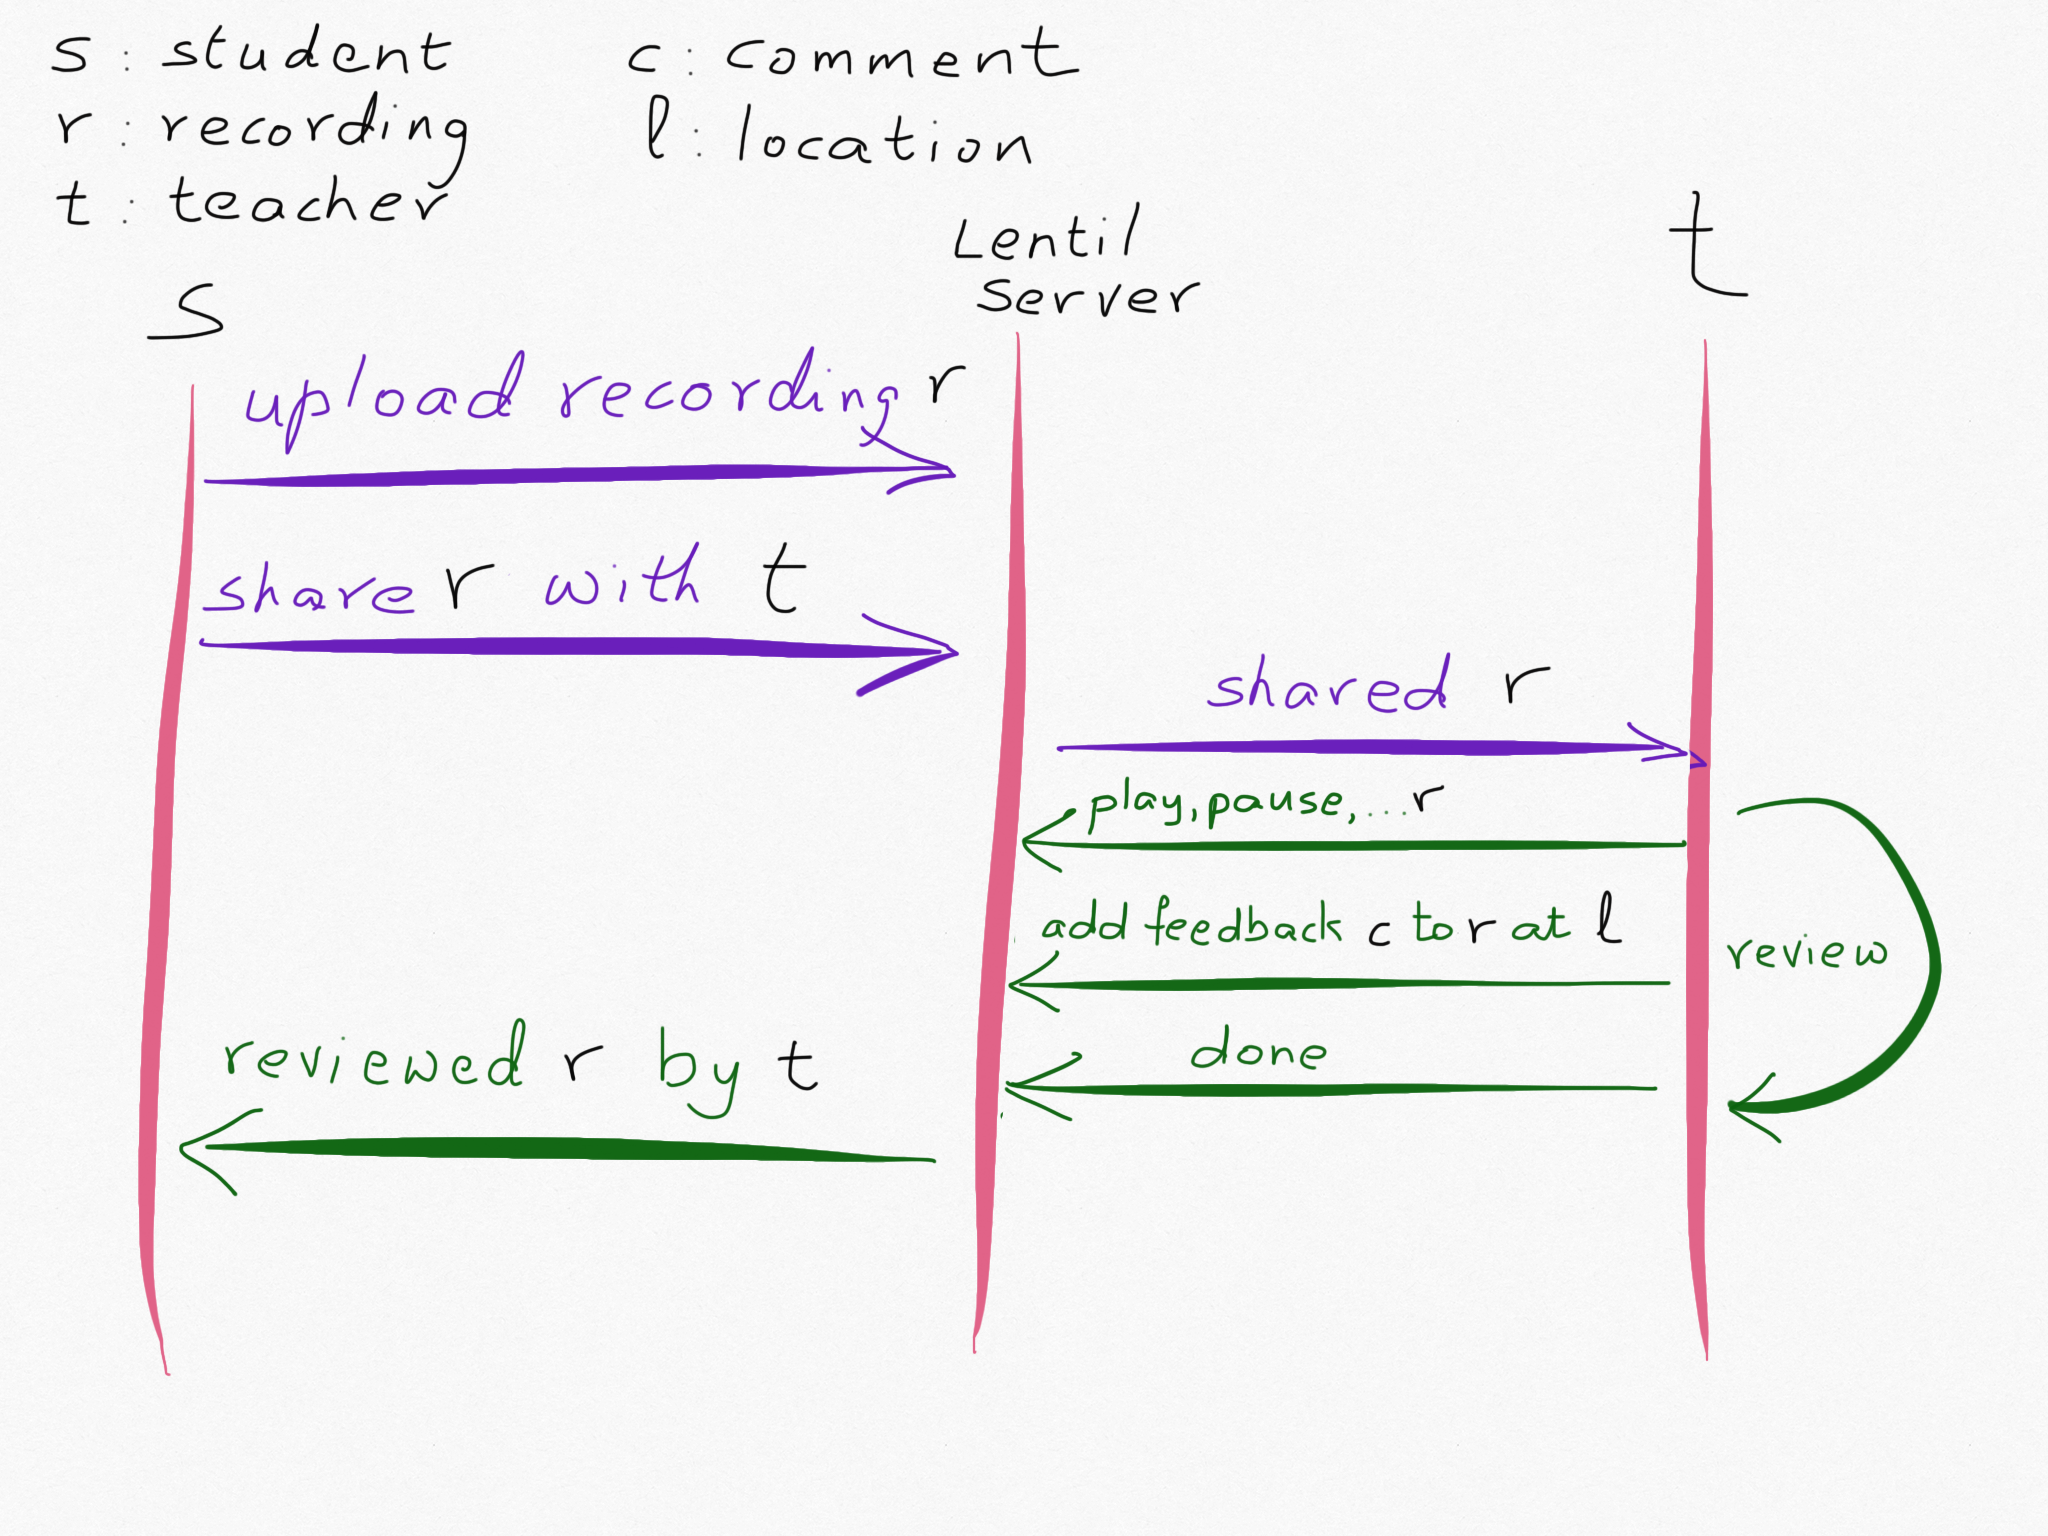 s : student
r : recording
t : teacher
c : comment
l : location
s
Lentil
Server
t
upload recording r
share r with t
shared r
play, pause, ... r
add feedback c to r at l
review
done
reviewed r by t